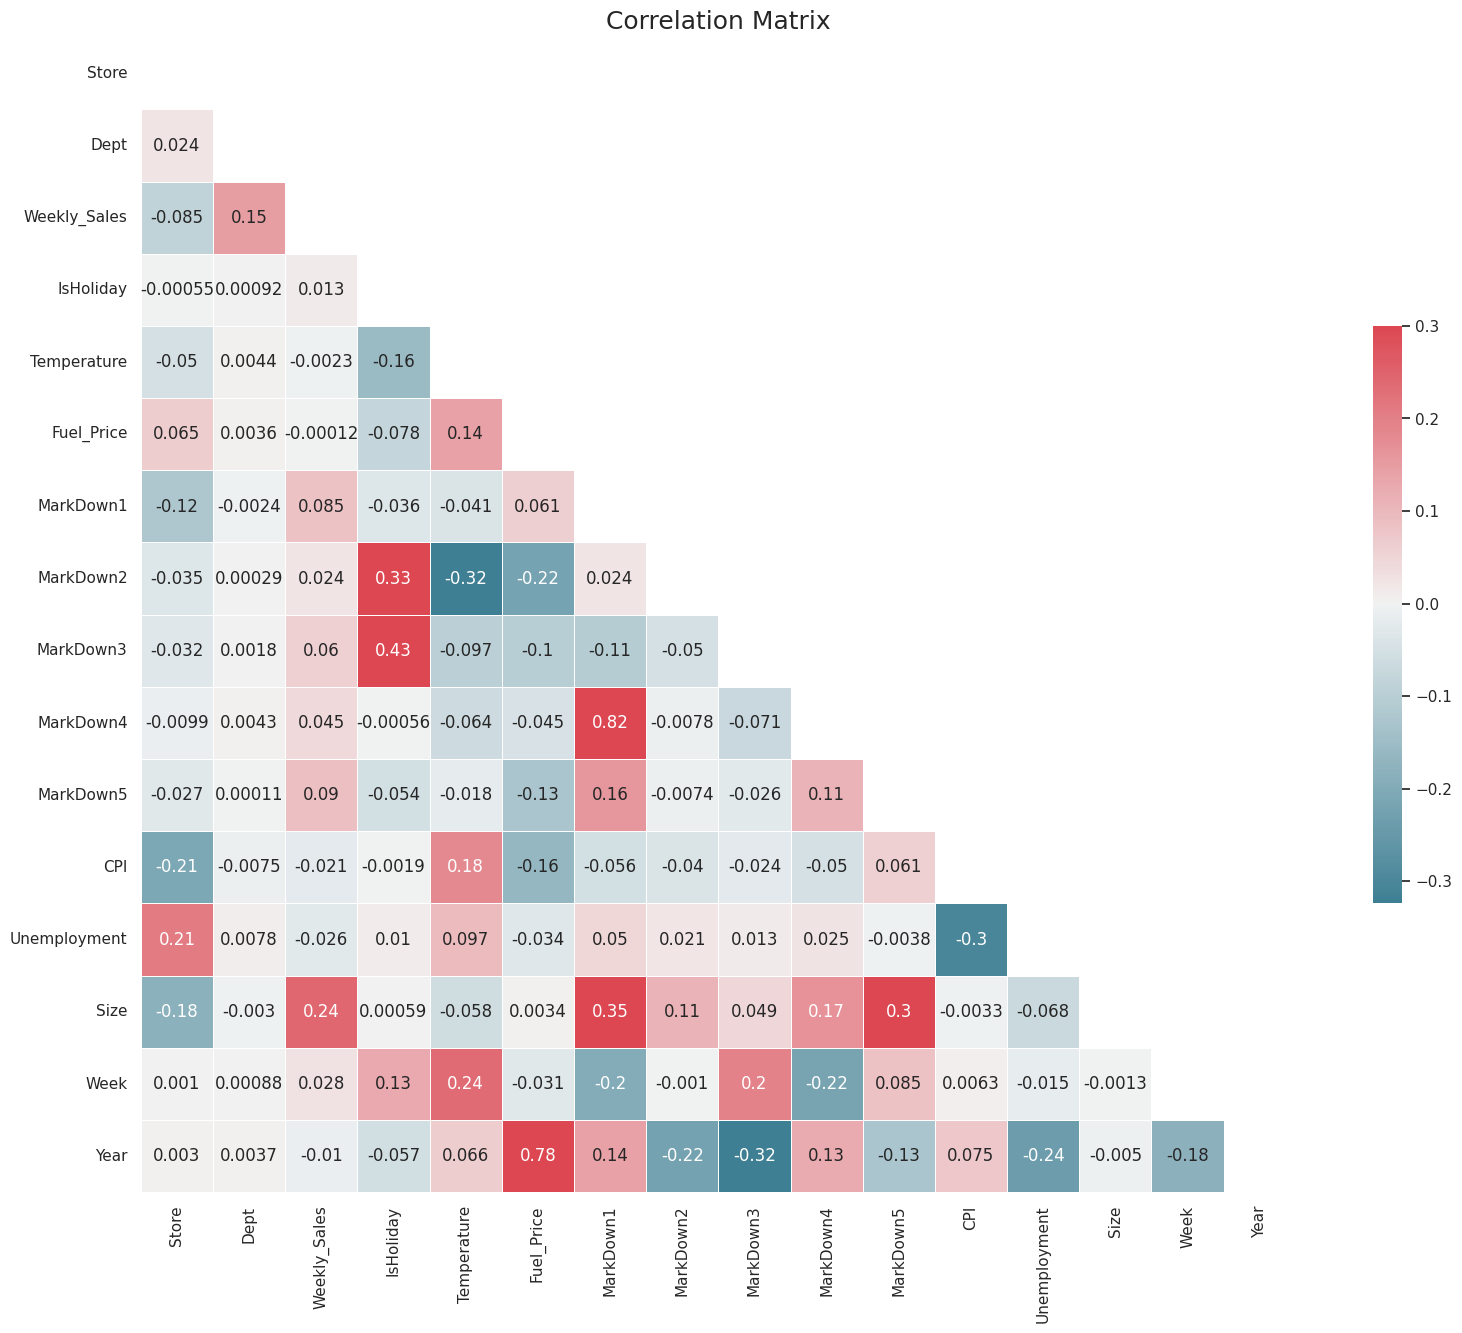 Correlation Matrix
Store
Dept 0.024
Weekly_Sales -0.085 0.15
IsHoliday -0.00055 0.00092 0.013
Temperature -0.05 0.0044 -0.0023 -0.16
Fuel_Price 0.065 0.0036 -0.00012 -0.078 0.14
MarkDown1 -0.12 -0.0024 0.085 -0.036 -0.041 0.061
MarkDown2 -0.035 0.00029 0.024 0.33 -0.32 -0.22 0.024
MarkDown3 -0.032 0.0018 0.06 0.43 -0.097 -0.1 -0.11 -0.05
MarkDown4 -0.0099 0.0043 0.045 -0.00056 -0.064 -0.045 0.82 -0.0078 -0.071
MarkDown5 -0.027 0.00011 0.09 -0.054 -0.018 -0.13 0.16 -0.0074 -0.026 0.11
CPI -0.21 -0.0075 -0.021 -0.0019 0.18 -0.16 -0.056 -0.04 -0.024 -0.05 0.061
Unemployment 0.21 0.0078 -0.026 0.01 0.097 -0.034 0.05 0.021 0.013 0.025 -0.0038 -0.3
Size -0.18 -0.003 0.24 0.00059 -0.058 0.0034 0.35 0.11 0.049 0.17 0.3 -0.0033 -0.068
Week 0.001 0.00088 0.028 0.13 0.24 -0.031 -0.2 -0.001 0.2 -0.22 0.085 0.0063 -0.015 -0.0013
Year 0.003 0.0037 -0.01 -0.057 0.066 0.78 0.14 -0.22 -0.32 0.13 -0.13 0.075 -0.24 -0.005 -0.18
Store Dept Weekly_Sales IsHoliday Temperature Fuel_Price MarkDown1 MarkDown2 MarkDown3 MarkDown4 MarkDown5 CPI Unemployment Size Week Year
0.3
0.2
0.1
0.0
−0.1
−0.2
−0.3